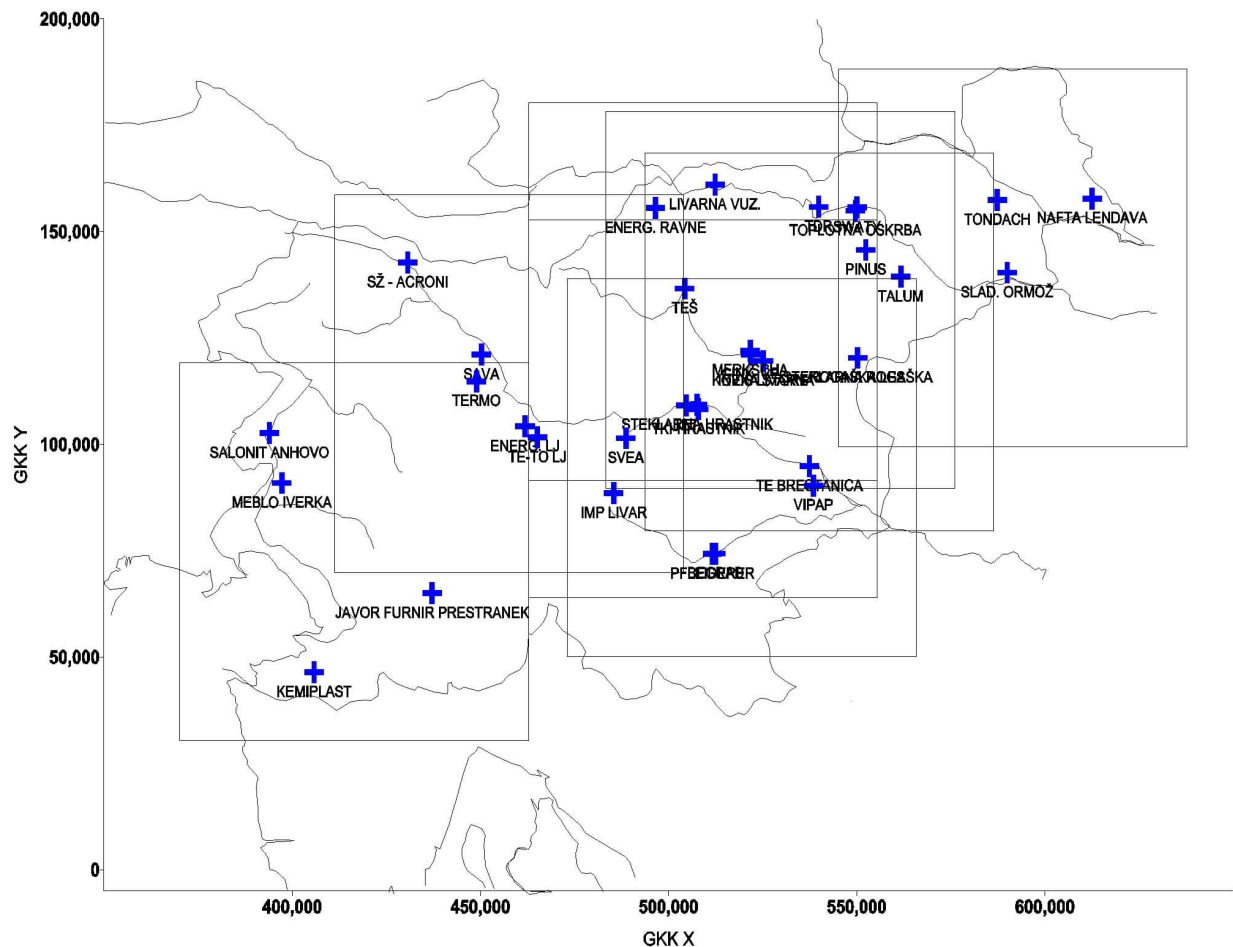 200,000
150,000
100,000
50,000
0
GKK Y
LIVARNA VUZ.
ENERG. RAVNE
TOPLOTNA OSKRBA
TONDACH
NAFTA LENDAVA
SŽ - ACRONI
PINUS
TALUM
SLAD. ORMOŽ
TEŠ
SAVA
MERKSCHA
TERMO
ENERG. LJ
TE-TO LJ
TKI HRASTNIK
SVEA
SALONIT ANHOVO
MEBLO IVERKA
TE BRESTANICA
VIPAP
IMP LIVAR
JAVOR FURNIR PRESTRANEK
KEMIPLAST
400,000
450,000
500,000
550,000
600,000
GKK X